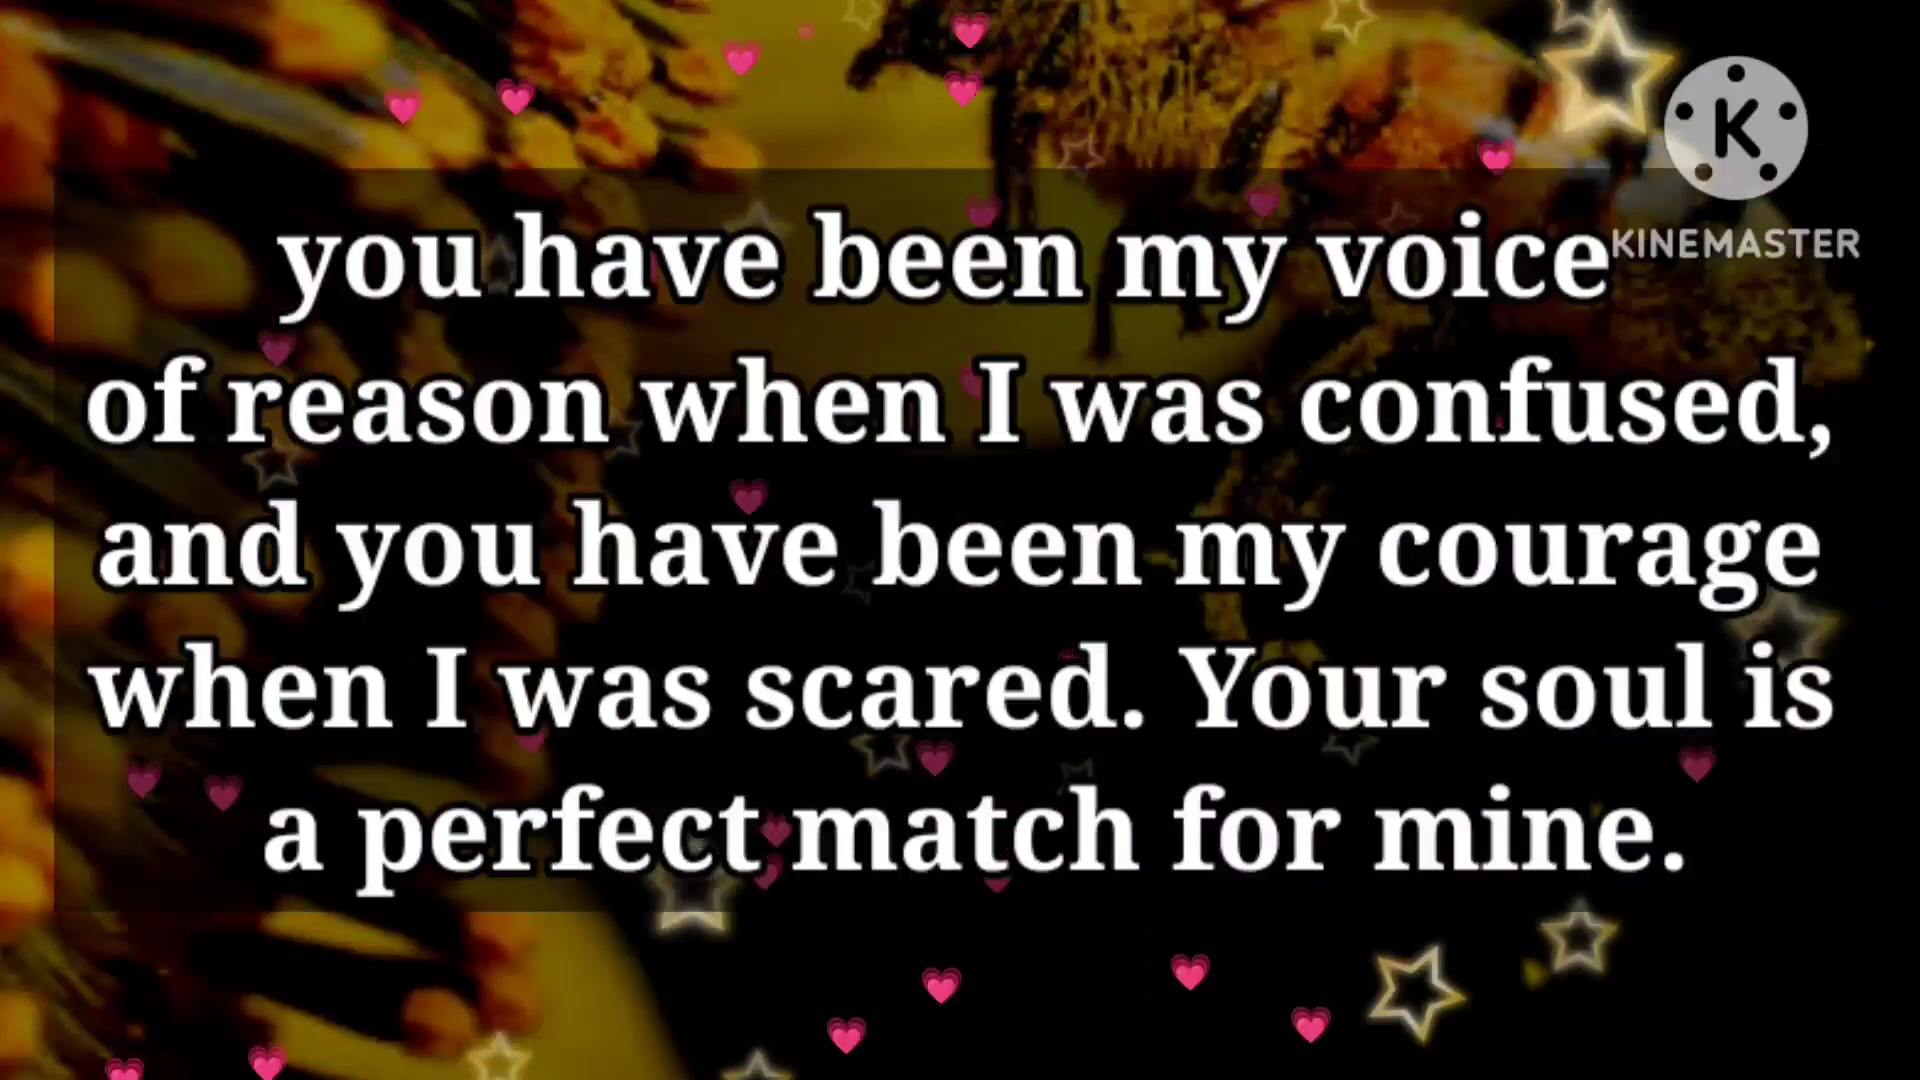 you have been my voice
of reason when I was confused,
and you have been my courage
when I was scared. Your soul is
a perfect match for mine.
K
KINEMASTER